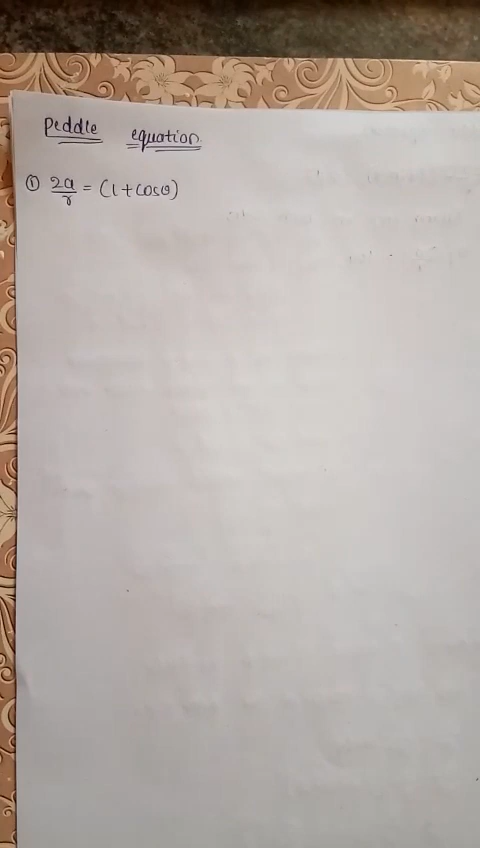 Peddle equation.
① 2a/r = (1+cosθ)